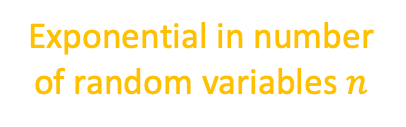 Exponential in number
of random variables n